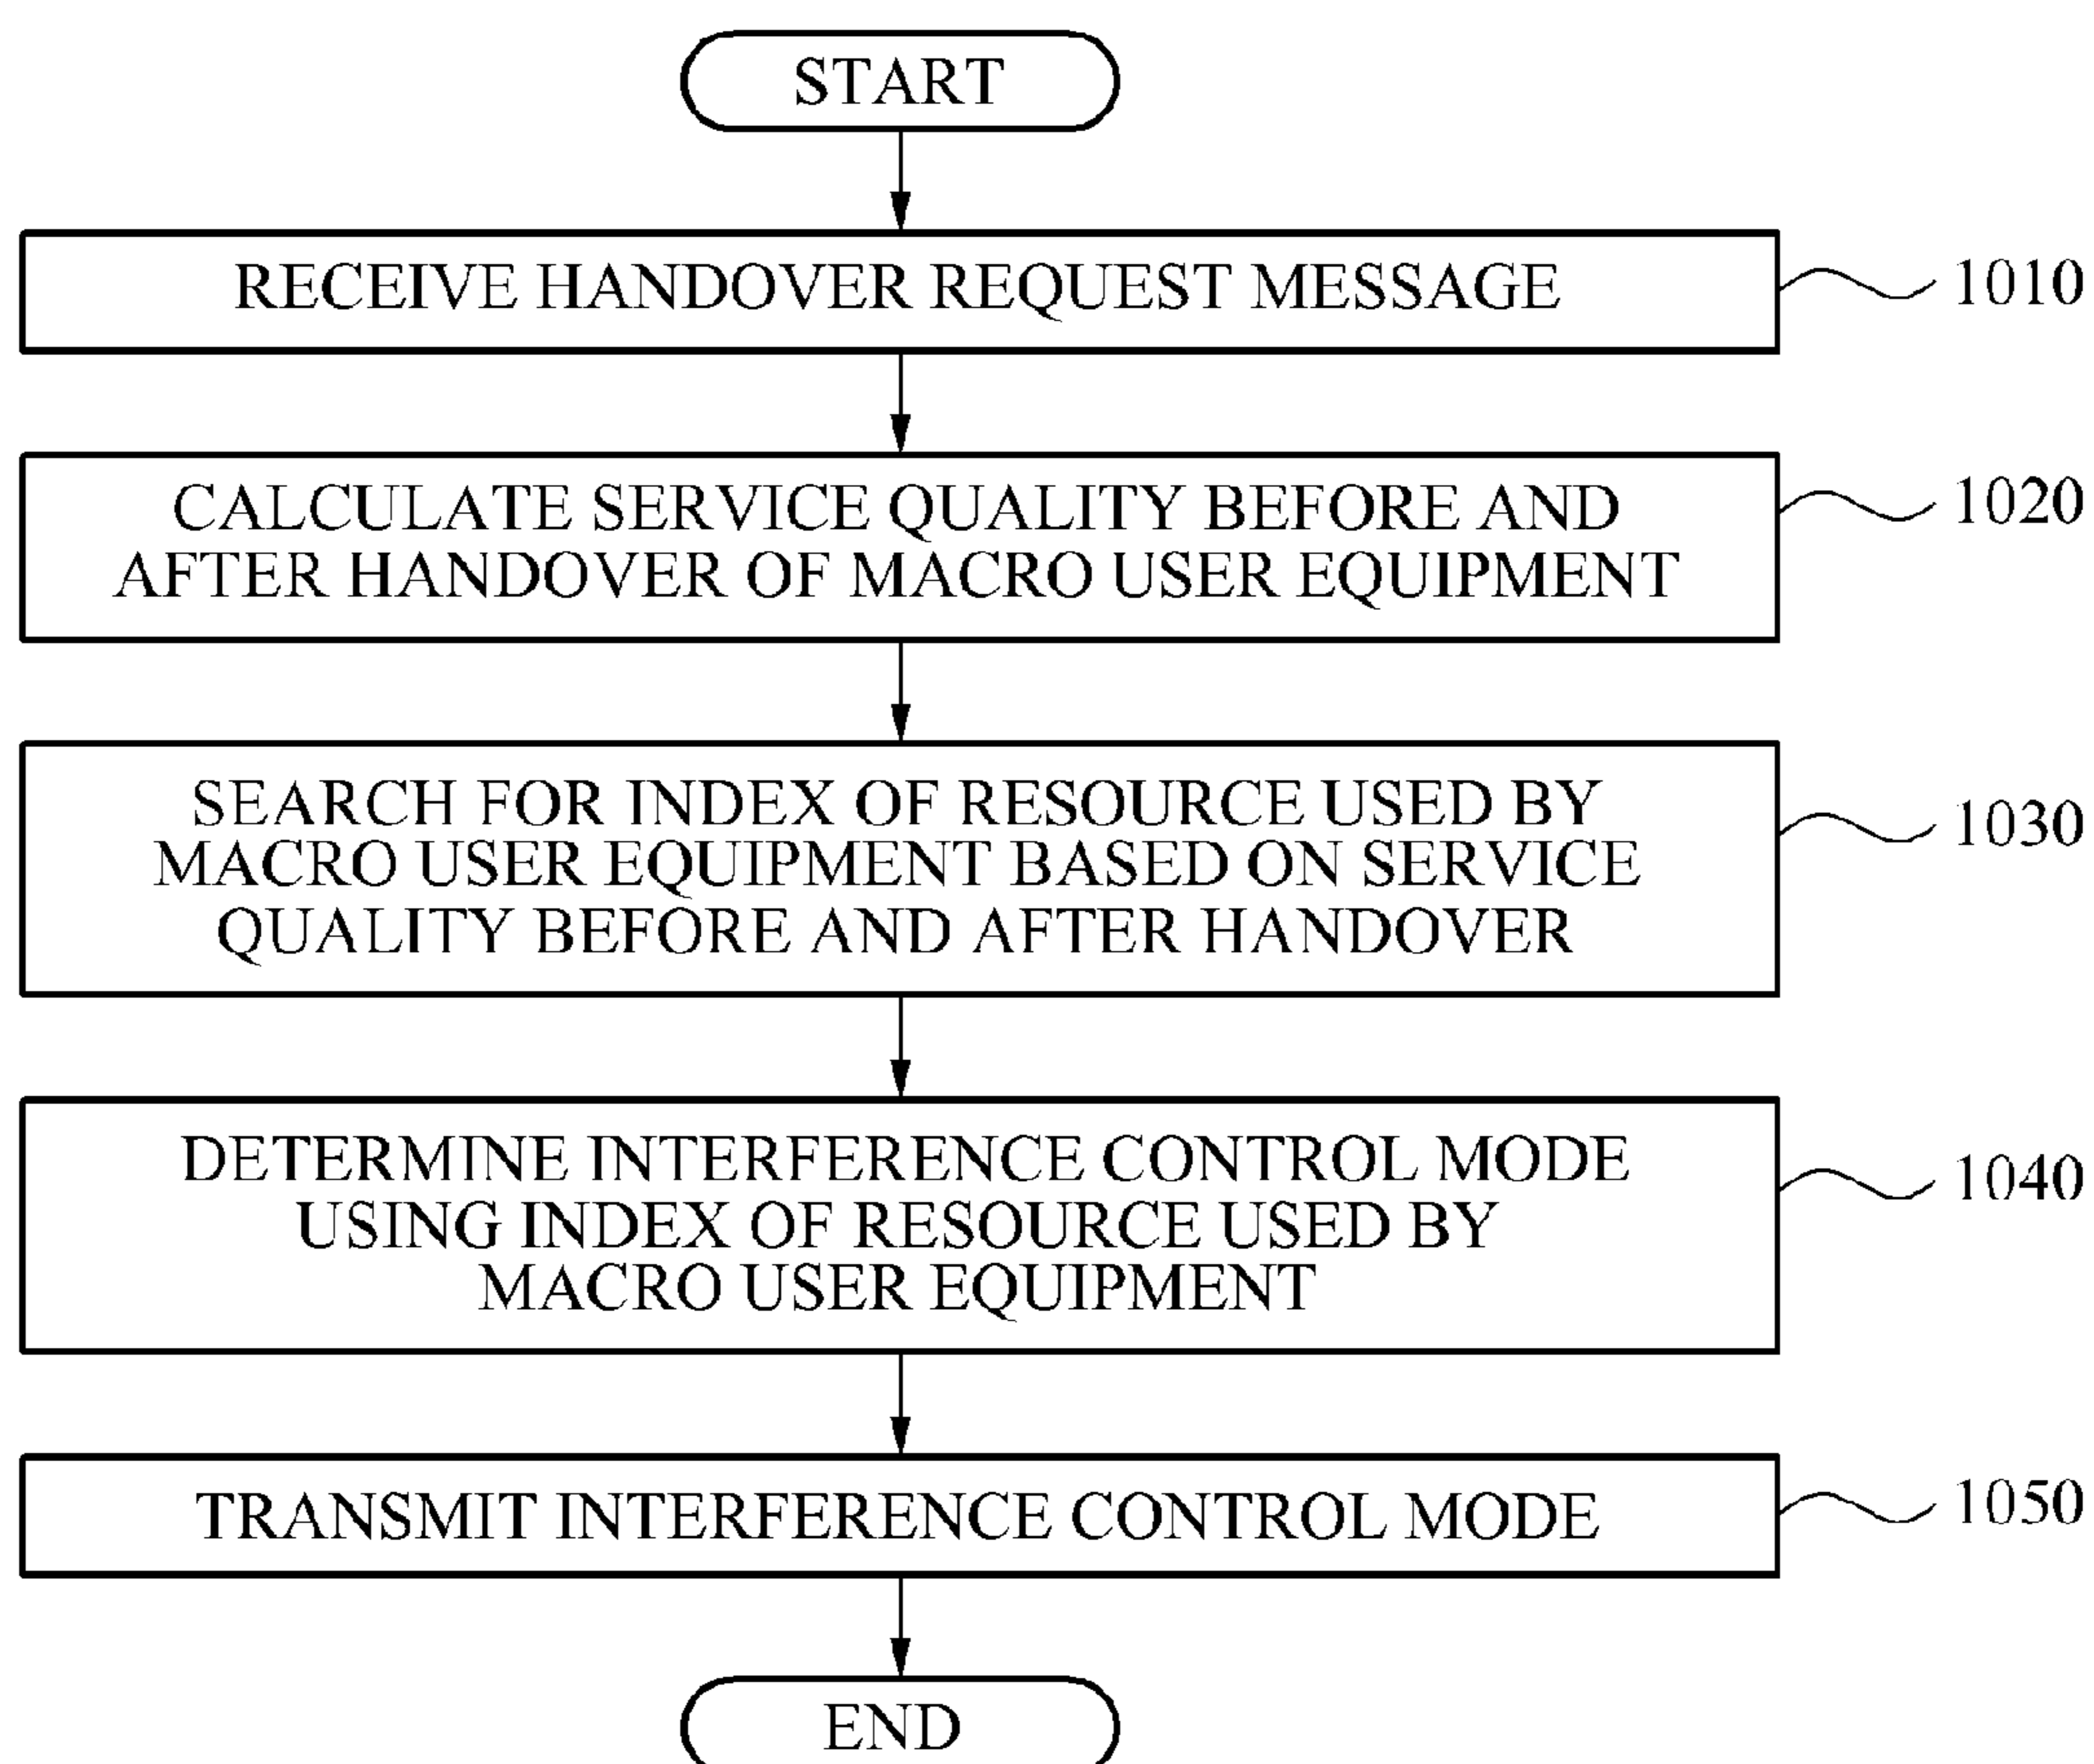 START
RECEIVE HANDOVER REQUEST MESSAGE
1010
CALCULATE SERVICE QUALITY BEFORE AND
AFTER HANDOVER OF MACRO USER EQUIPMENT
1020
SEARCH FOR INDEX OF RESOURCE USED BY
MACRO USER EQUIPMENT BASED ON SERVICE
QUALITY BEFORE AND AFTER HANDOVER
1030
DETERMINE INTERFERENCE CONTROL MODE
USING INDEX OF RESOURCE USED BY
MACRO USER EQUIPMENT
1040
TRANSMIT INTERFERENCE CONTROL MODE
1050
END